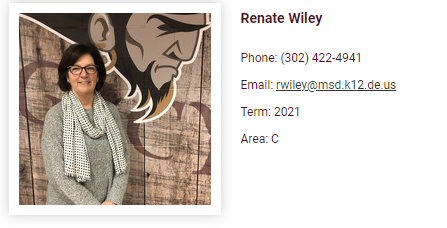 Renate Wiley
Phone: (302) 422-4941
Email: rwiley@msd.k12.de.us
Term: 2021
Area: C